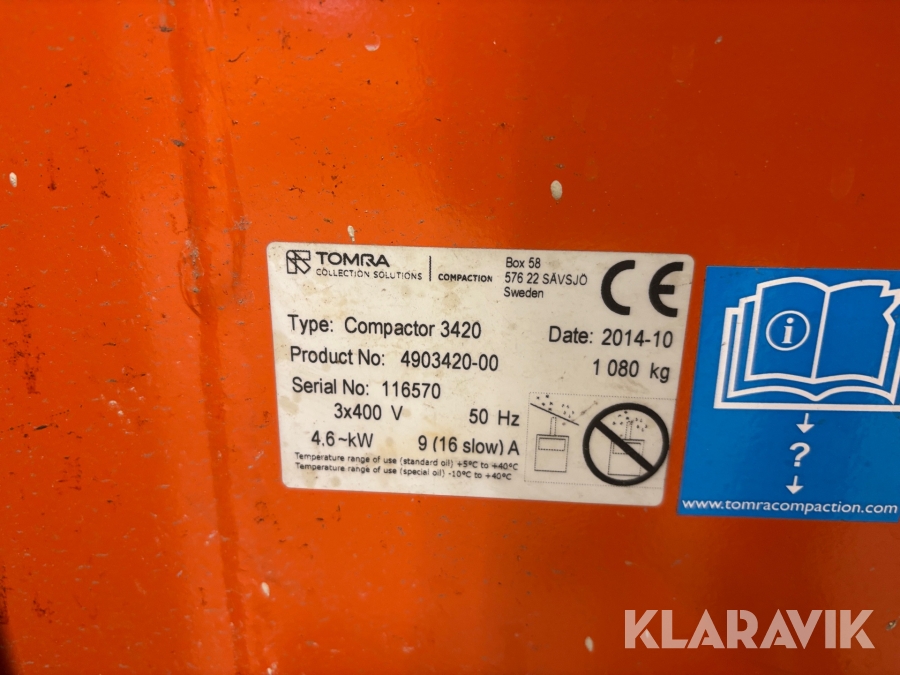 TOMRA
COLLECTION SOLUTIONS
COMPACTION
Box 58
576 22 SÄVSJÖ
Sweden
CE
Type: Compactor 3420
Date: 2014-10
Product No: 4903420-00
1 080 kg
Serial No: 116570
3x400 V 50 Hz
4.6~kW 9 (16 slow) A
Temperature range of use (standard oil) +5°C to +40°C
Temperature range of use (special oil) -10°C to +40°C
i
?
www.tomracompaction.com
KLARAVIK